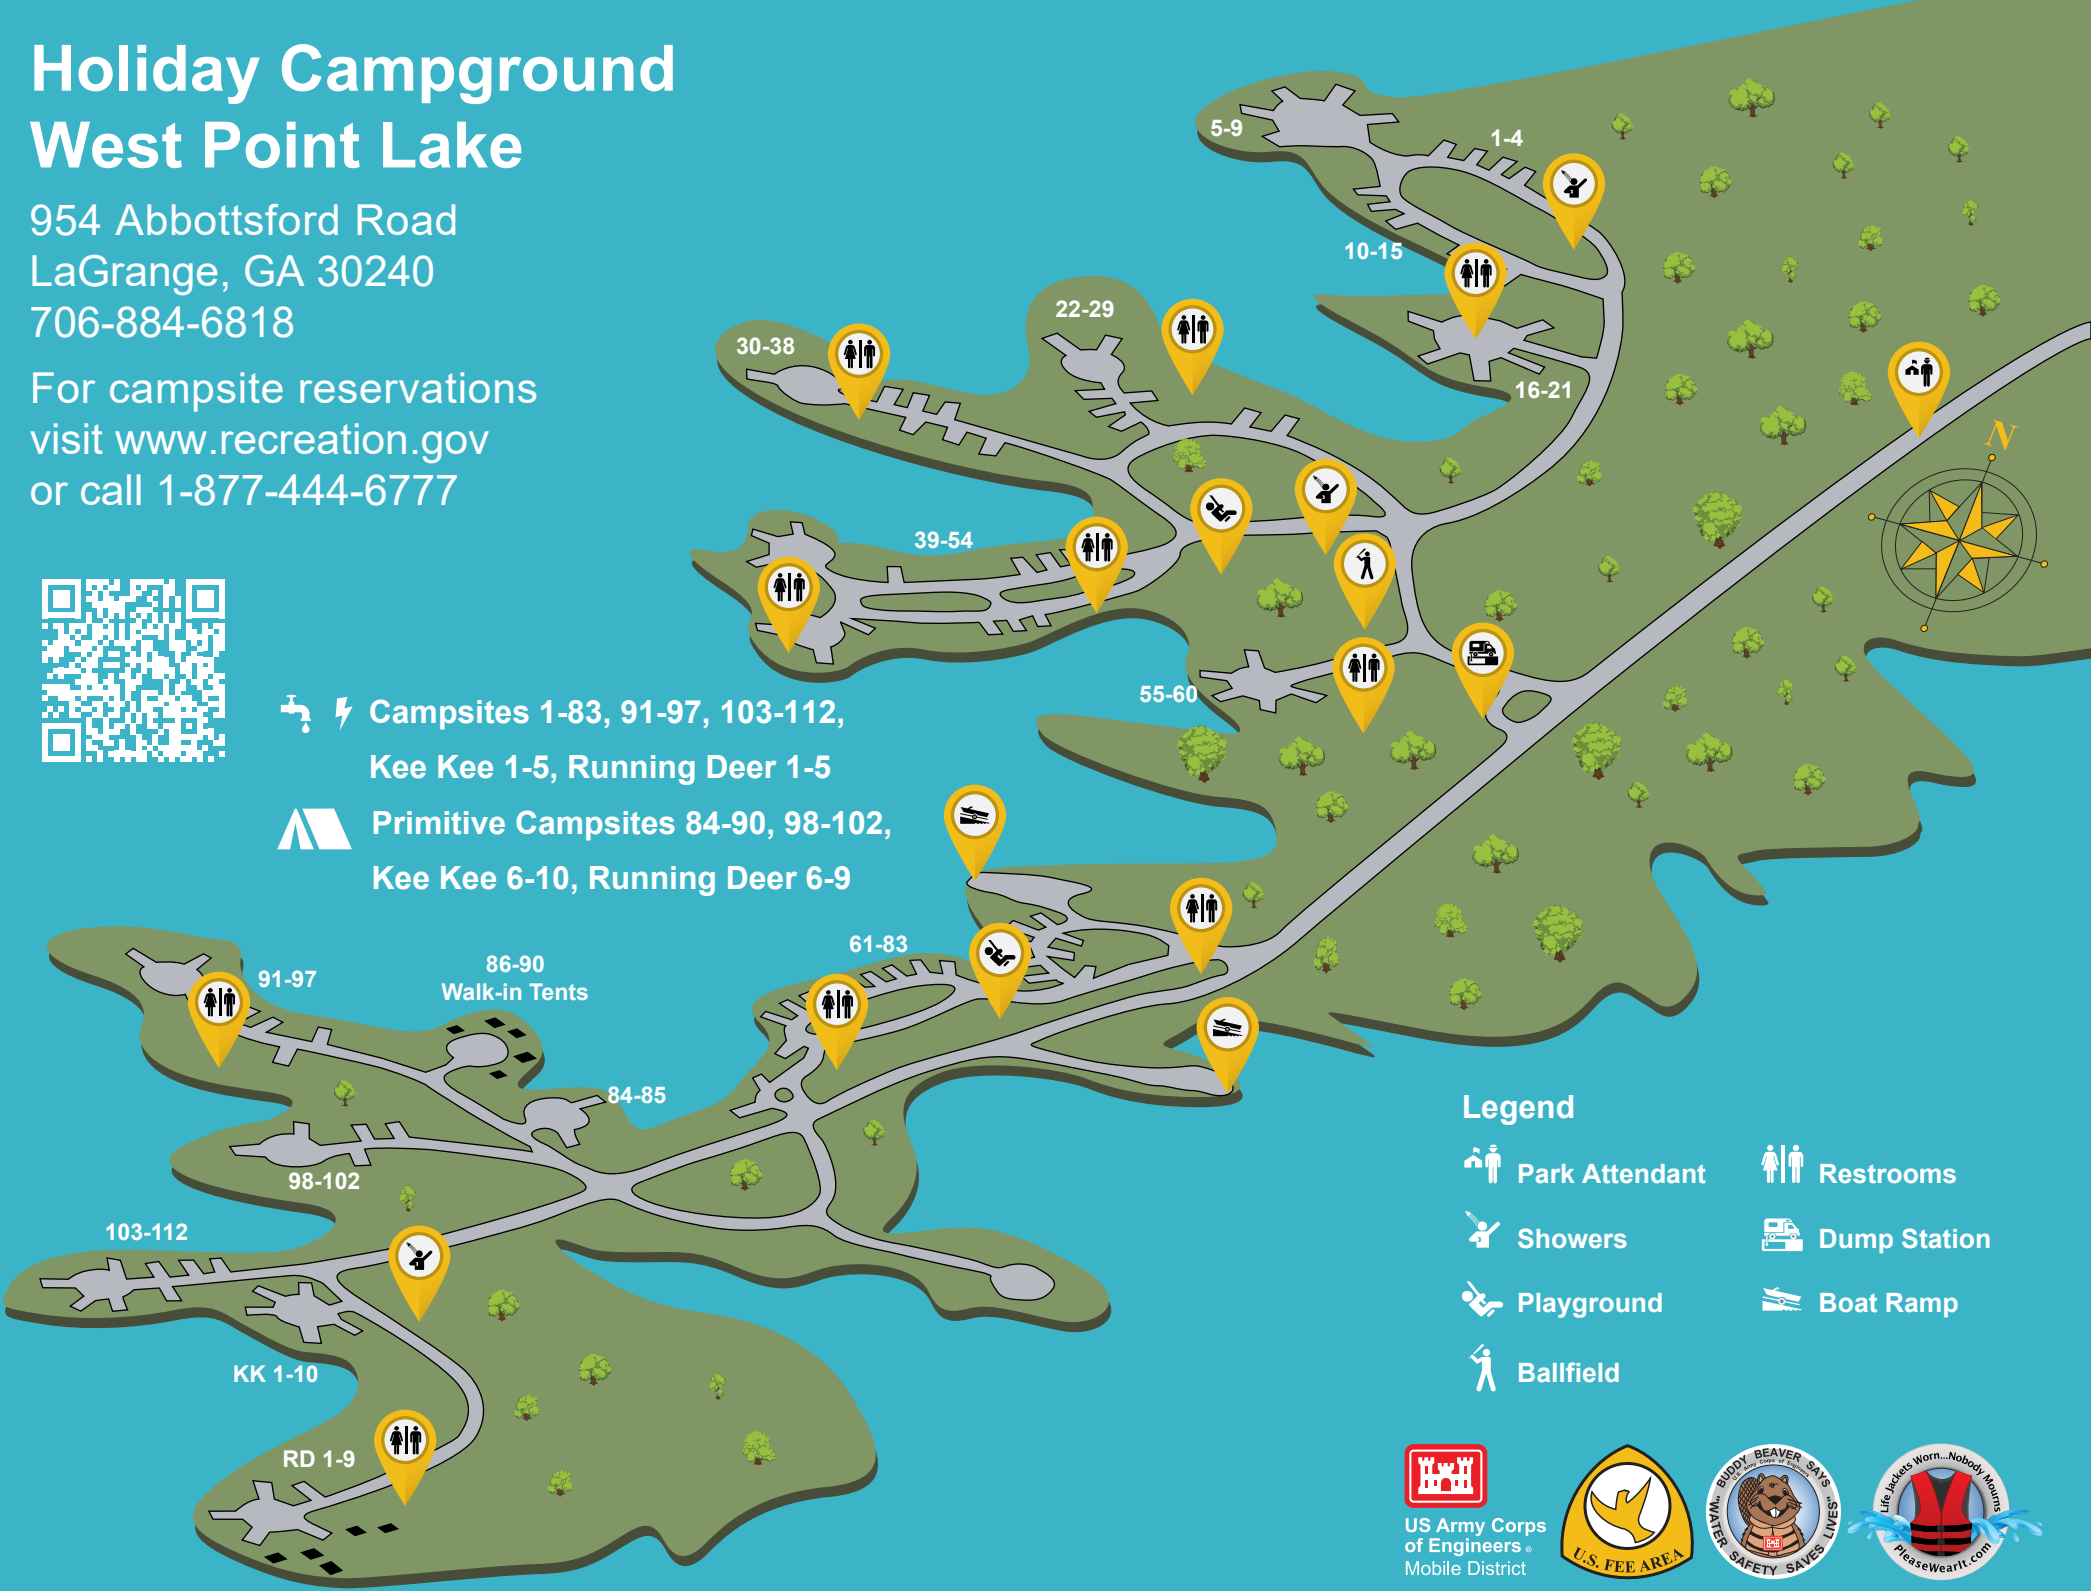 Holiday Campground
West Point Lake
954 Abbottsford Road
LaGrange, GA 30240
706-884-6818
For campsite reservations
visit www.recreation.gov
or call 1-877-444-6777
5-9
1-4
10-15
16-21
22-29
30-38
39-54
55-60
N
Campsites 1-83, 91-97, 103-112,
Kee Kee 1-5, Running Deer 1-5
Primitive Campsites 84-90, 98-102,
Kee Kee 6-10, Running Deer 6-9
61-83
91-97
86-90
Walk-in Tents
84-85
98-102
103-112
KK 1-10
RD 1-9
Legend
Park Attendant
Restrooms
Showers
Dump Station
Playground
Boat Ramp
Ballfield
US Army Corps
of Engineers ®
Mobile District
U.S. FEE AREA
BUDDY BEAVER SAYS
U.S. Army Corps of Engineers
"WATER SAFETY SAVES LIVES"
Life Jackets Worn...Nobody Mourns
PleaseWearIt.com